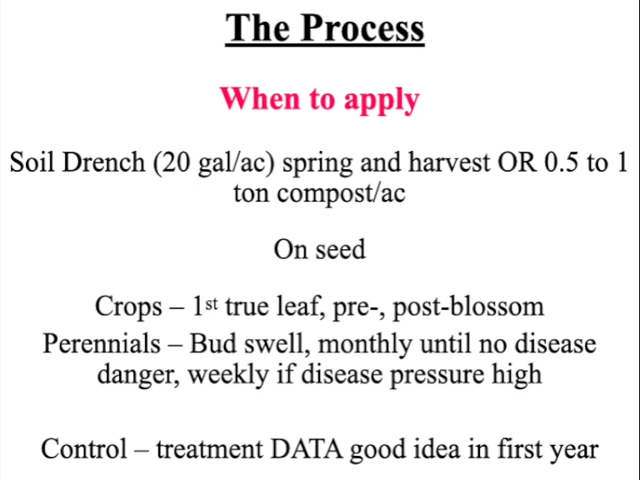 The Process
When to apply
Soil Drench (20 gal/ac) spring and harvest OR 0.5 to 1
ton compost/ac
On seed
Crops – 1st true leaf, pre-, post-blossom
Perennials – Bud swell, monthly until no disease
danger, weekly if disease pressure high
Control – treatment DATA good idea in first year